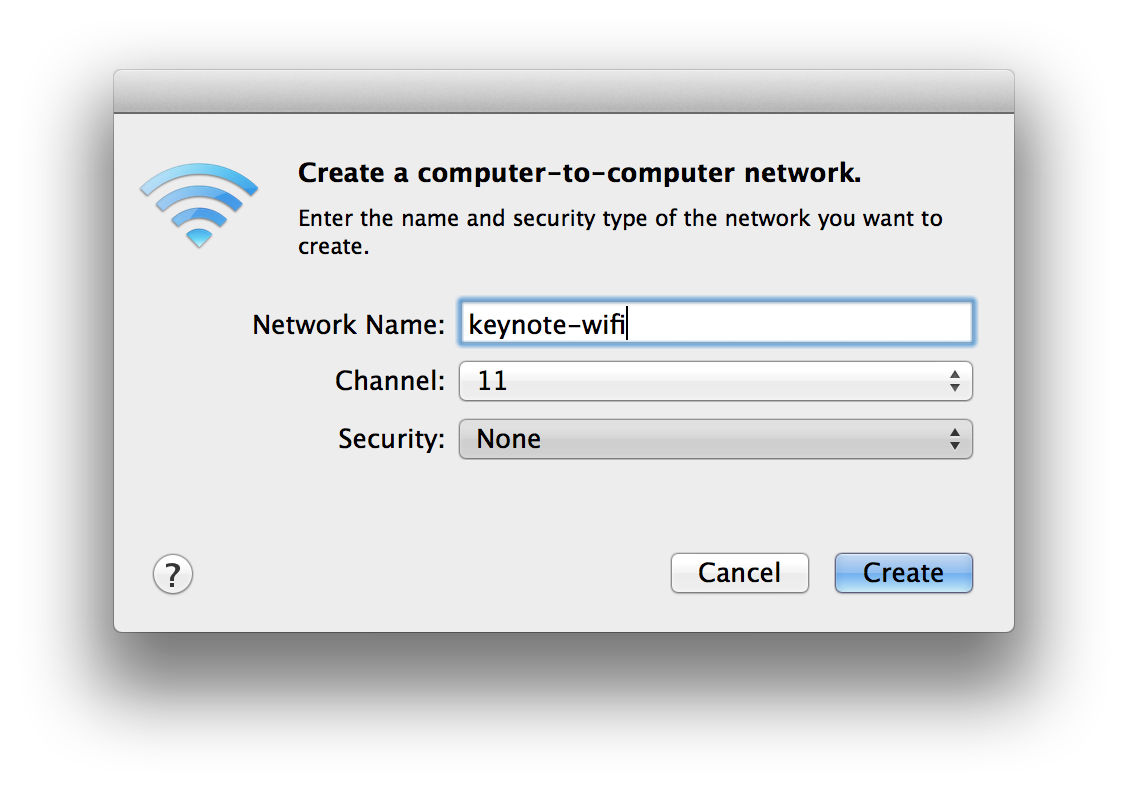 Create a computer-to-computer network.
Enter the name and security type of the network you want to
create.
Network Name: keynote-wifi
Channel: 11
Security: None
? Cancel Create